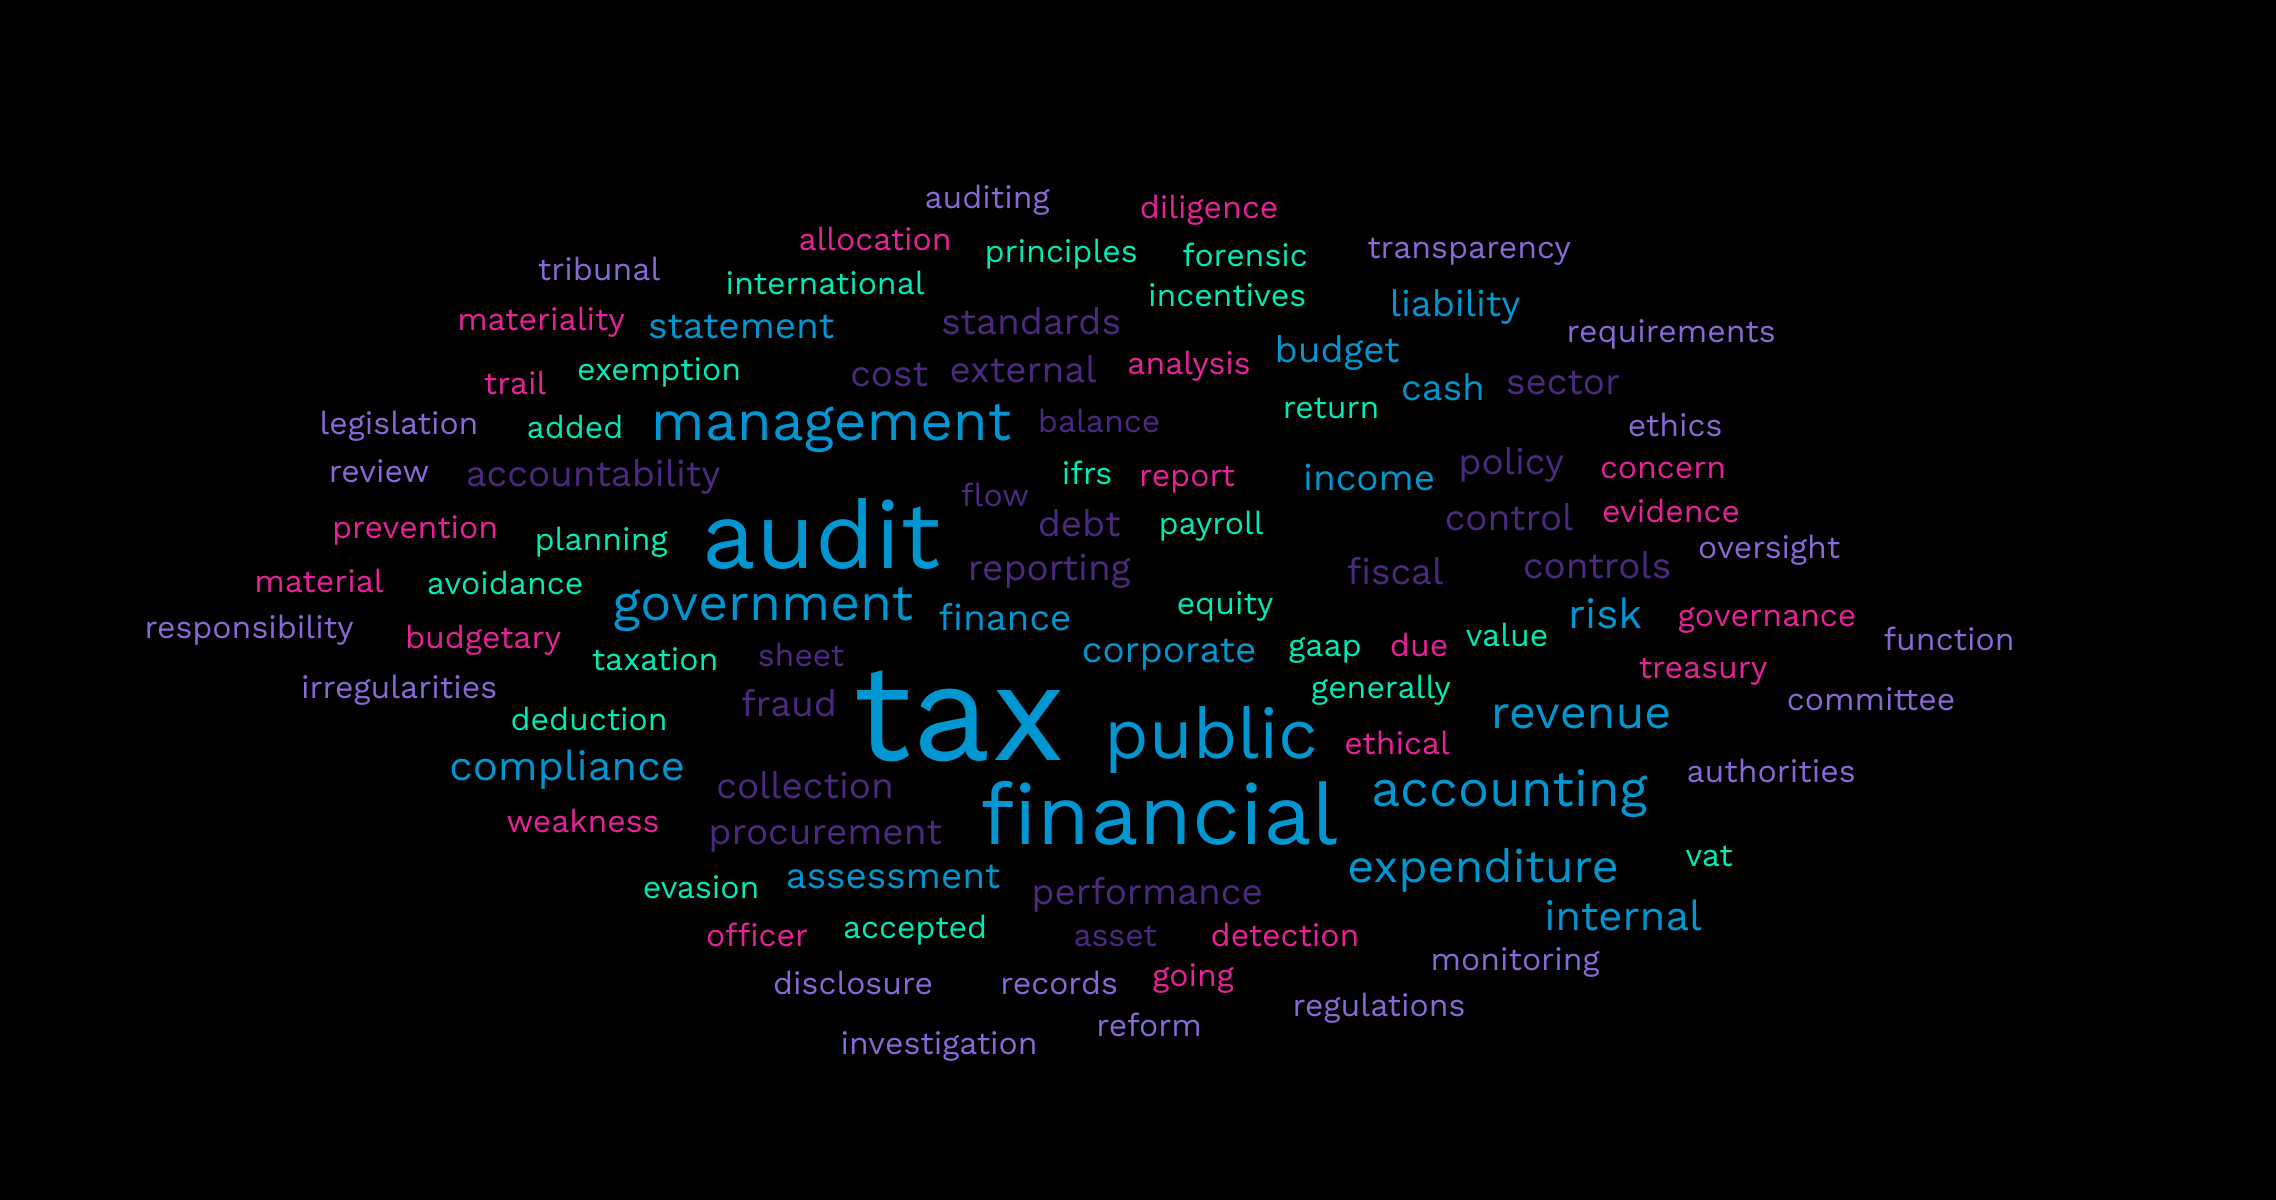 auditing
diligence
allocation
principles
forensic
transparency
tribunal
international
incentives
liability
materiality
statement
standards
requirements
budget
trail
exemption
cost
external
analysis
cash
sector
legislation
added
management
balance
return
ethics
review
accountability
ifrs
report
income
policy
concern
flow
prevention
planning
audit
debt
payroll
control
evidence
oversight
material
avoidance
reporting
fiscal
controls
responsibility
budgetary
government
finance
equity
risk
governance
function
taxation
sheet
corporate
gaap
due
value
treasury
irregularities
deduction
fraud
tax
public
generally
revenue
committee
compliance
collection
ethical
accounting
authorities
weakness
procurement
financial
expenditure
vat
evasion
assessment
performance
internal
officer
accepted
asset
detection
monitoring
disclosure
records
going
regulations
investigation
reform